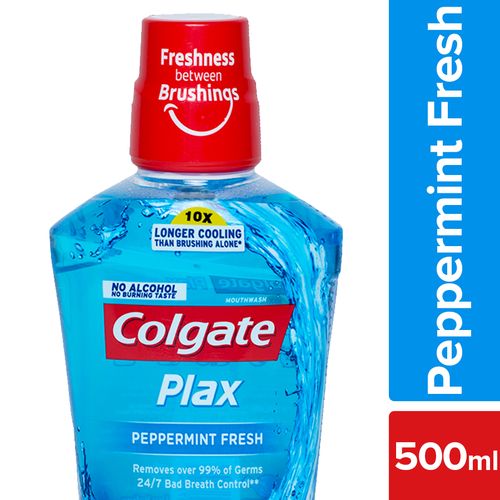 Freshness
between
Brushings
10X
LONGER COOLING
THAN BRUSHING ALONE*
NO ALCOHOL
NO BURNING TASTE
MOUTHWASH
Colgate
Plax
PEPPERMINT FRESH
Removes over 99% of Germs
24/7 Bad Breath Control**
Peppermint Fresh
500ml